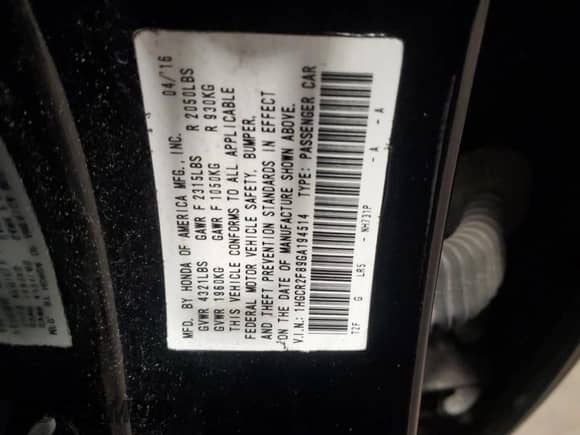 MFD. BY HONDA OF AMERICA MFG., INC. 04/'16
GVWR 4321LBS GAWR F 2315LBS R 2050LBS
GVWR 1960KG GAWR F 1050KG R 930KG
THIS VEHICLE CONFORMS TO ALL APPLICABLE
FEDERAL MOTOR VEHICLE SAFETY, BUMPER,
AND THEFT PREVENTION STANDARDS IN EFFECT
ON THE DATE OF MANUFACTURE SHOWN ABOVE.
V.I.N.: 1HGCR2F89GA194514 TYPE: PASSENGER CAR
T2F G LR5 - NH731P - A - A